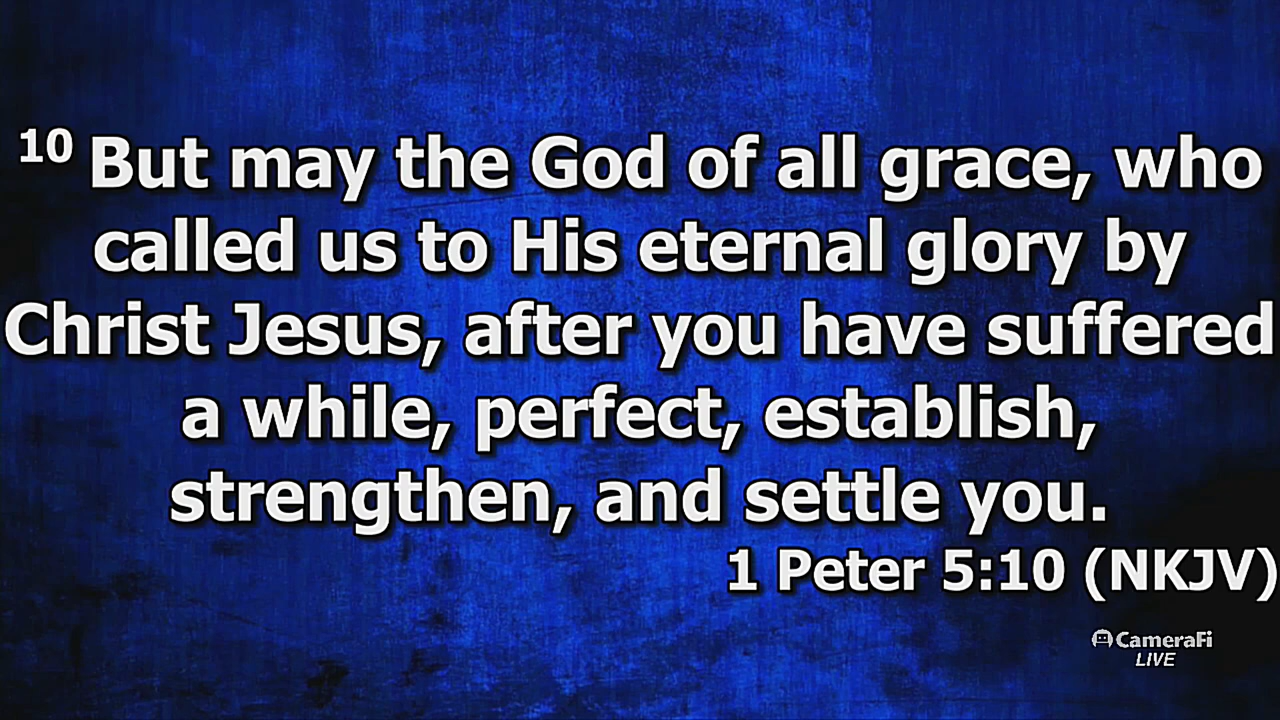 10 But may the God of all grace, who
called us to His eternal glory by
Christ Jesus, after you have suffered
a while, perfect, establish,
strengthen, and settle you.
1 Peter 5:10 (NKJV)
CameraFi
LIVE